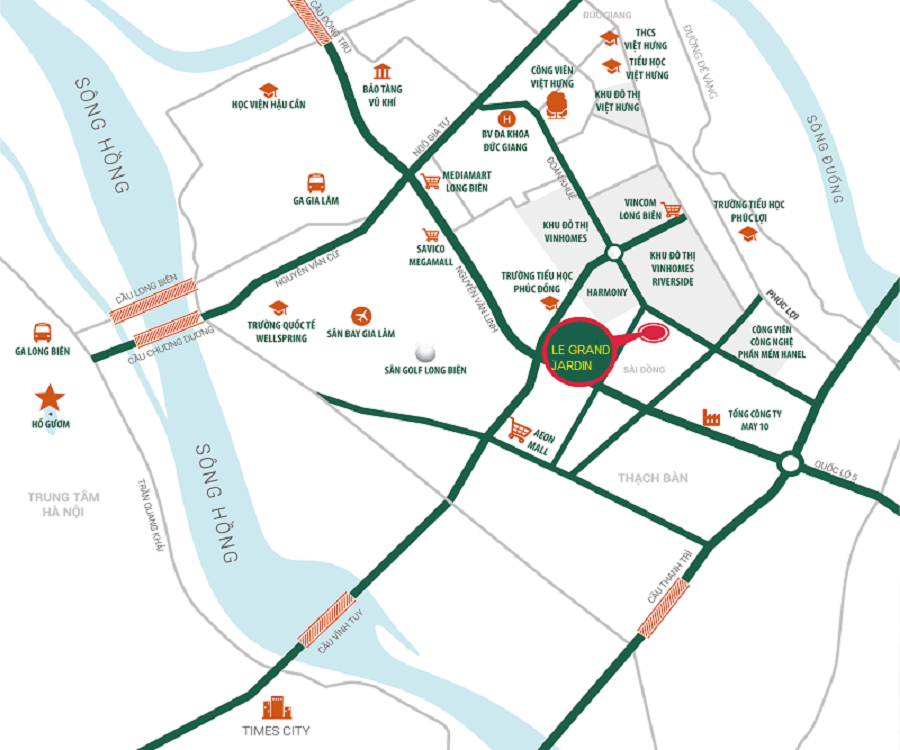 CẦU ĐÔNG TRÙ
ĐỨC GIANG
THCS
VIỆT HƯNG
TIỂU HỌC
VIỆT HƯNG
ĐƯỜNG ĐÊ VÀNG
SÔNG HỒNG
HỌC VIỆN HẬU CẦN
BẢO TÀNG
VŨ KHÍ
CÔNG VIÊN
VIỆT HƯNG
KHU ĐÔ THỊ
VIỆT HƯNG
NGÔ GIA TỰ
BV ĐA KHOA
ĐỨC GIANG
H
SÔNG ĐUỐNG
ĐOÀN KHUÊ
GA GIA LÂM
MEDIAMART
LONG BIÊN
VINCOM
LONG BIÊN
TRƯỜNG TIỂU HỌC
PHÚC LỢI
SAVICO
MEGAMALL
KHU ĐÔ THỊ
VINHOMES
KHU ĐÔ THỊ
VINHOMES
RIVERSIDE
NGUYỄN VĂN CỪ
NGUYỄN VĂN LINH
TRƯỜNG TIỂU HỌC
PHÚC ĐỒNG
HARMONY
PHÚC LỢI
CẦU LONG BIÊN
CẦU CHƯƠNG DƯƠNG
GA LONG BIÊN
TRƯỜNG QUỐC TẾ
WELLSPRING
SÂN BAY GIA LÂM
SÂN GOLF LONG BIÊN
LE GRAND
JARDIN
SÀI ĐỒNG
CÔNG VIÊN
CÔNG NGHỆ
PHẦN MỀM HANEL
HỒ GƯƠM
AEON
MALL
TỔNG CÔNG TY
MAY 10
QUỐC LỘ 5
THẠCH BÀN
TRUNG TÂM
HÀ NỘI
TRẦN QUANG KHẢI
SÔNG HỒNG
CẦU THANH TRÌ
CẦU VĨNH TUY
TIMES CITY